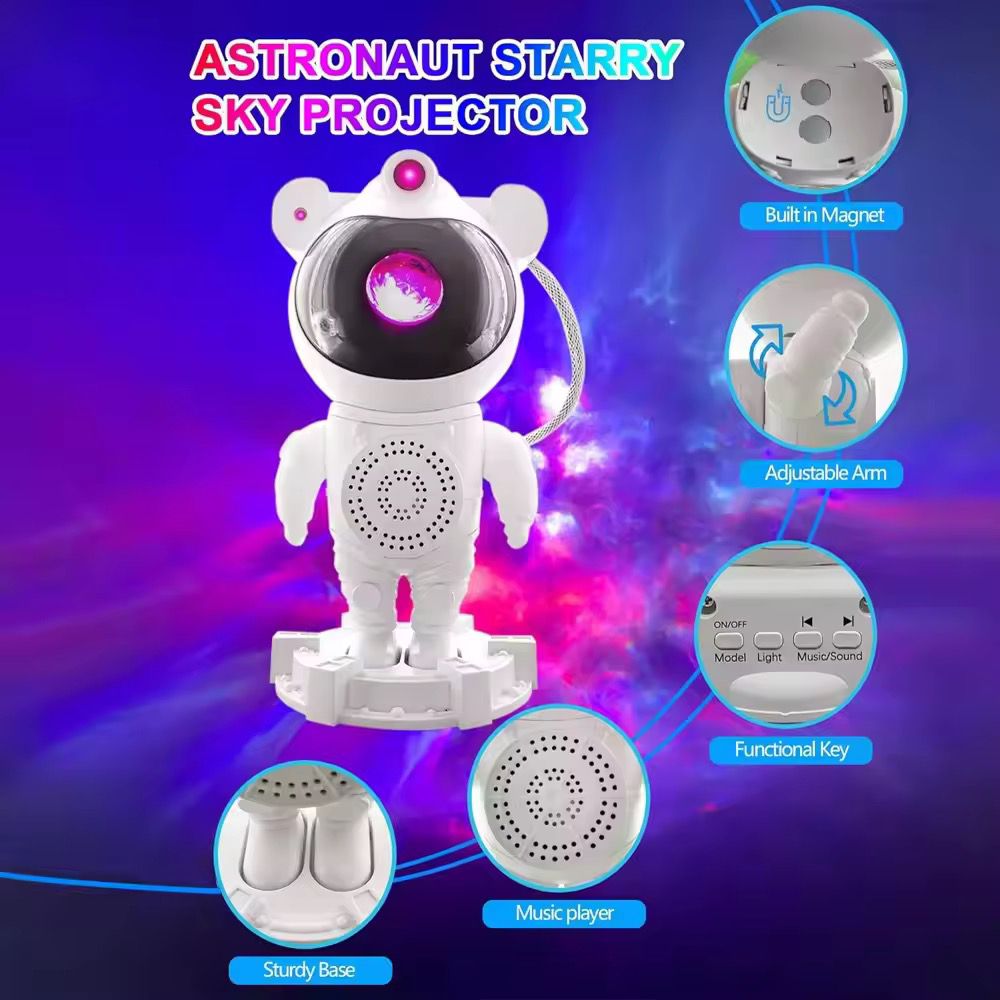 ASTRONAUT STARRY
SKY PROJECTOR
Built in Magnet
Adjustable Arm
ON/OFF
Model Light Music/Sound
Functional Key
Music player
Sturdy Base